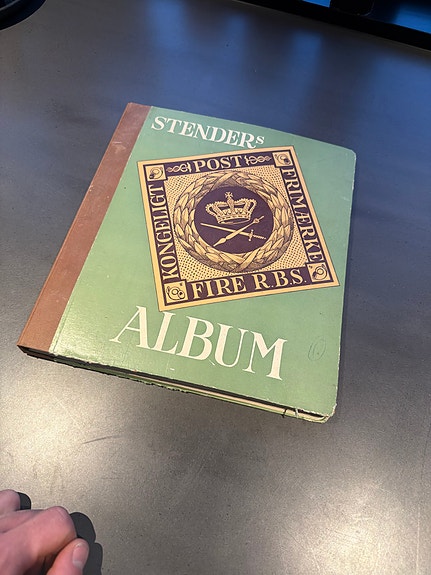 STENDERS
KONGELIGT
POST
FRIMÆRKE
FIRE R.B.S.
ALBUM